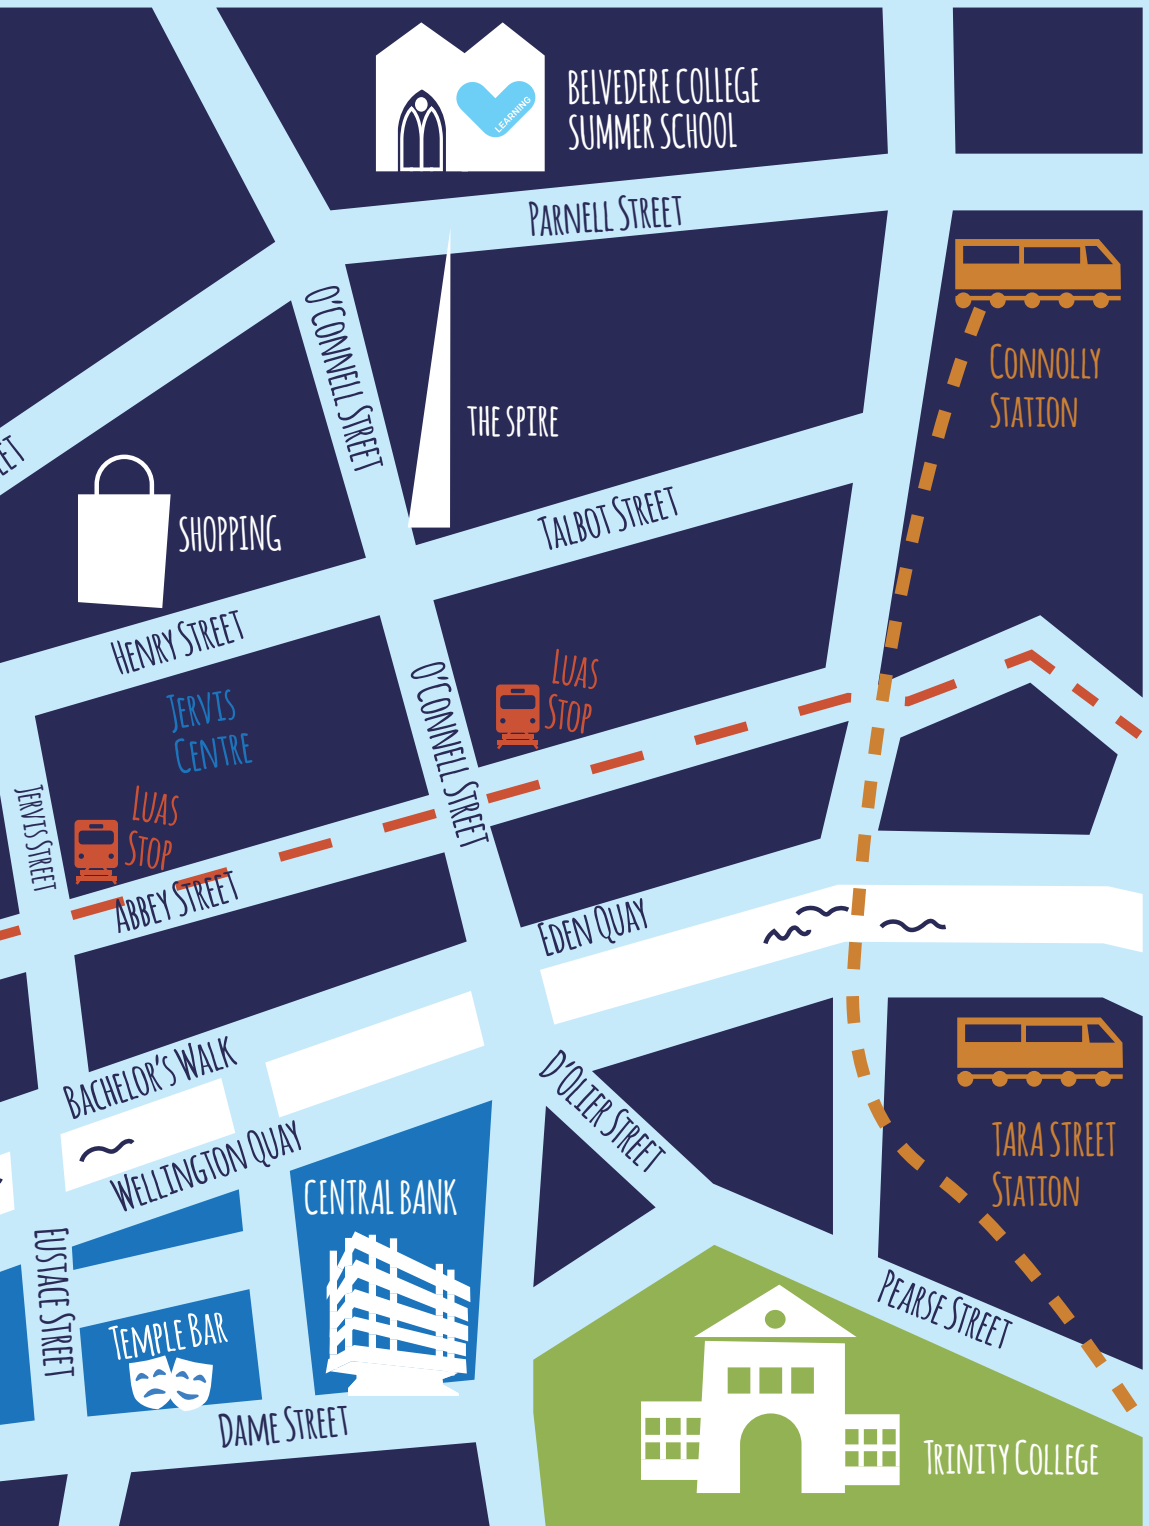 BELVEDERE COLLEGE
SUMMER SCHOOL
LEARNING
PARNELL STREET
O'CONNELL STREET
CONNOLLY
STATION
THE SPIRE
SHOPPING
TALBOT STREET
HENRY STREET
JERVIS
CENTRE
O'CONNELL STREET
LUAS
STOP
JERVIS STREET
LUAS
STOP
ABBEY STREET
EDEN QUAY
BACHELOR'S WALK
WELLINGTON QUAY
D'OLIER STREET
TARA STREET
STATION
CENTRAL BANK
EUSTACE STREET
TEMPLE BAR
PEARSE STREET
DAME STREET
TRINITY COLLEGE